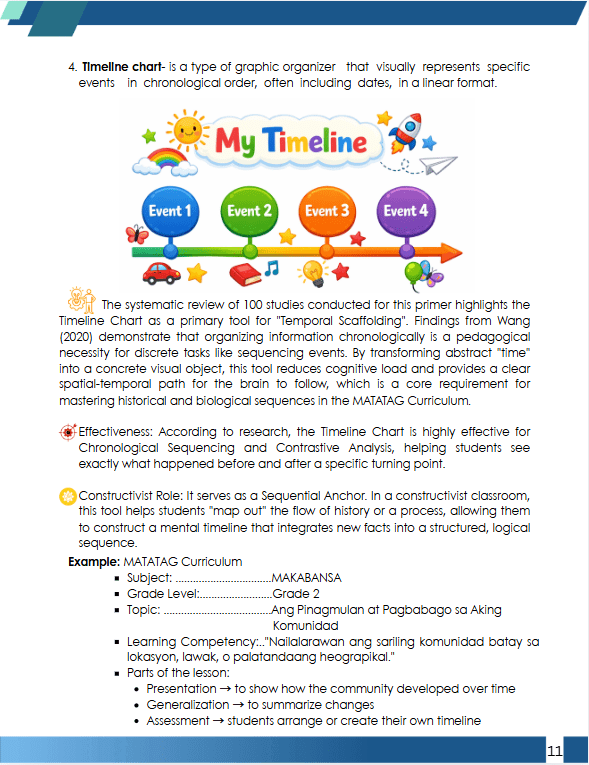 4. Timeline chart- is a type of graphic organizer that visually represents specific
events in chronological order, often including dates, in a linear format.
My Timeline
Event 1 Event 2 Event 3 Event 4
The systematic review of 100 studies conducted for this primer highlights the
Timeline Chart as a primary tool for "Temporal Scaffolding". Findings from Wang
(2020) demonstrate that organizing information chronologically is a pedagogical
necessity for discrete tasks like sequencing events. By transforming abstract "time"
into a concrete visual object, this tool reduces cognitive load and provides a clear
spatial-temporal path for the brain to follow, which is a core requirement for
mastering historical and biological sequences in the MATATAG Curriculum.
Effectiveness: According to research, the Timeline Chart is highly effective for
Chronological Sequencing and Contrastive Analysis, helping students see
exactly what happened before and after a specific turning point.
Constructivist Role: It serves as a Sequential Anchor. In a constructivist classroom,
this tool helps students "map out" the flow of history or a process, allowing them
to construct a mental timeline that integrates new facts into a structured, logical
sequence.
Example: MATATAG Curriculum
▪ Subject: ................................MAKABANSA
▪ Grade Level:.........................Grade 2
▪ Topic: ....................................Ang Pinagmulan at Pagbabago sa Aking
Komunidad
▪ Learning Competency:.."Nailalarawan ang sariling komunidad batay sa
lokasyon, lawak, o palatandaang heograpikal."
▪ Parts of the lesson:
• Presentation → to show how the community developed over time
• Generalization → to summarize changes
• Assessment → students arrange or create their own timeline
11